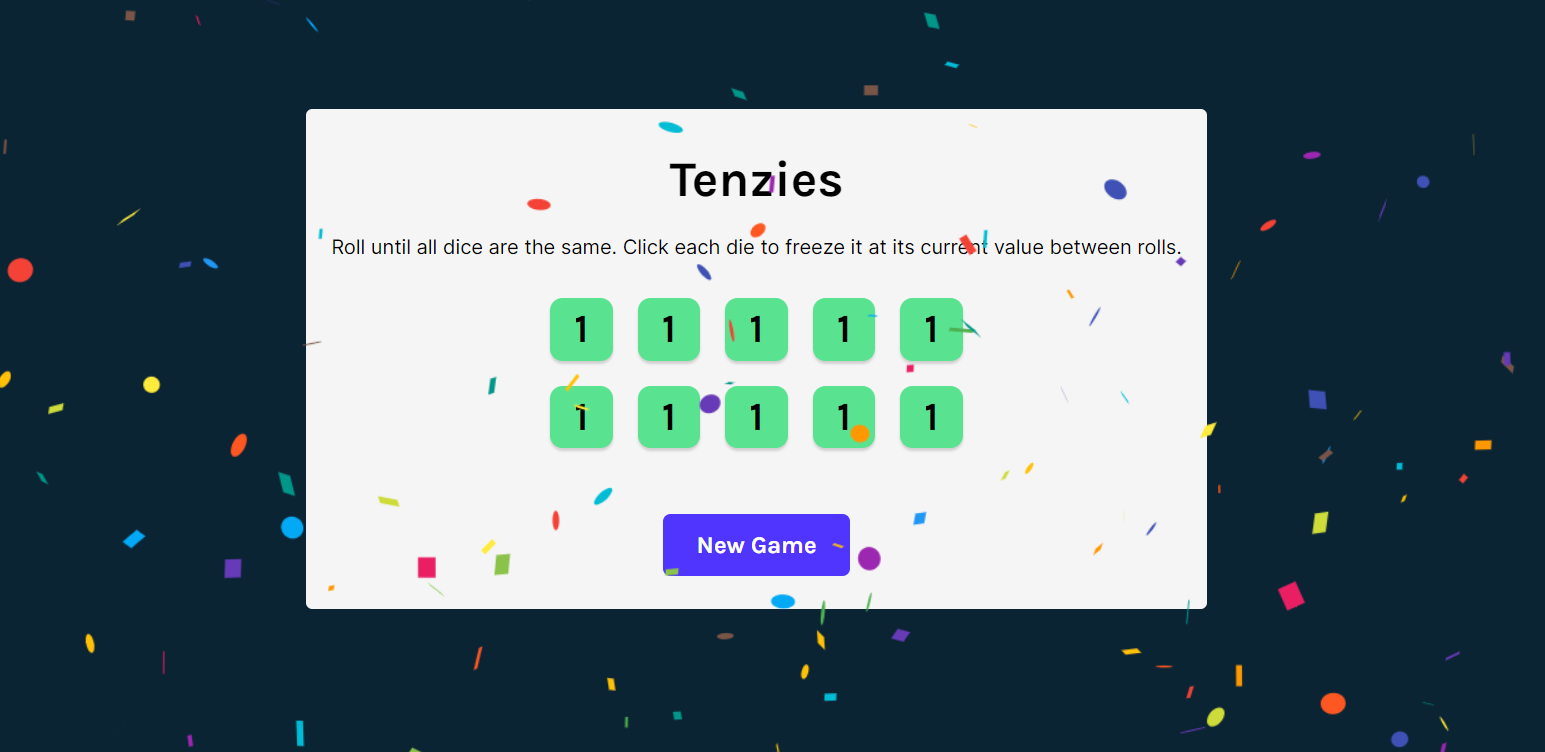 Tenzies
Roll until all dice are the same. Click each die to freeze it at its current value between rolls.
1 1 1 1 1
1 1 1 1 1
New Game